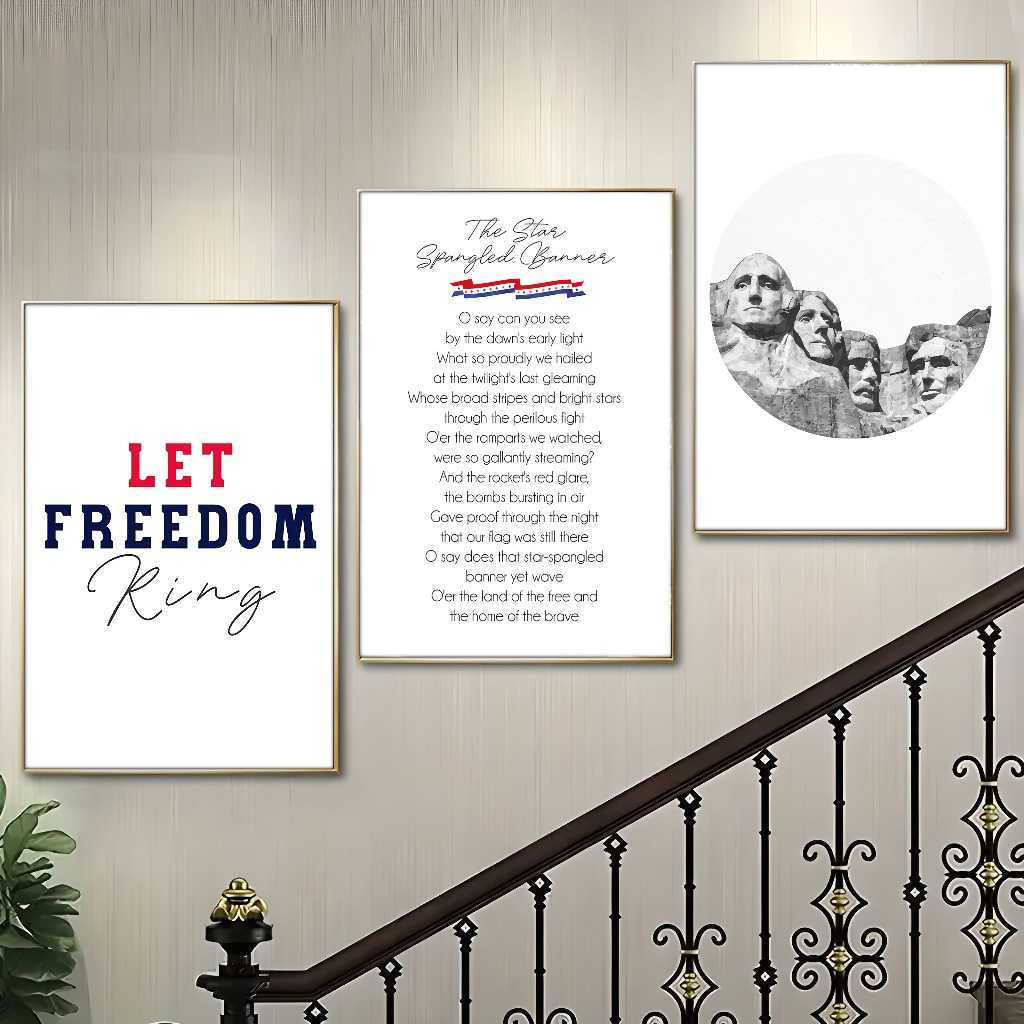 LET
FREEDOM
Ring
The Star
Spangled Banner
O say can you see
by the dawn's early light
What so proudly we hailed
at the twilight's last gleaming
Whose broad stripes and bright stars
through the perilous fight
O'er the ramparts we watched,
were so gallantly streaming?
And the rocket's red glare,
the bombs bursting in air
Gave proof through the night
that our flag was still there
O say does that star-spangled
banner yet wave
O'er the land of the free and
the home of the brave